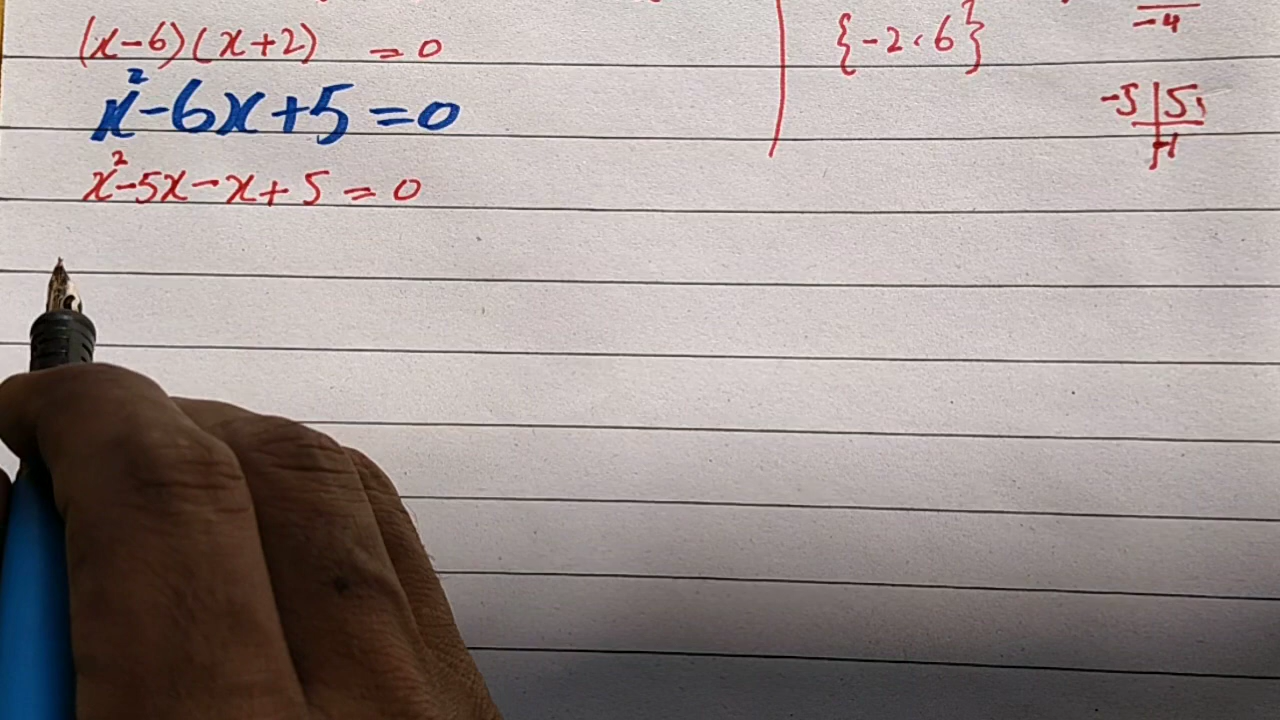 (x-6)(x+2) = 0
{-2, 6}
-4
x²-6x+5=0
-5 | 5
-1
x²-5x-x+5=0